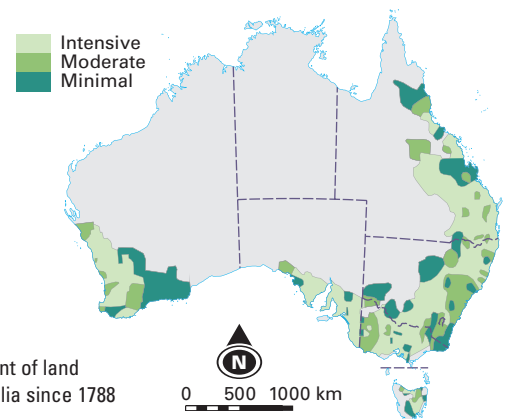 Intensive
Moderate
Minimal
N
nt of land
lia since 1788
0 500 1000 km